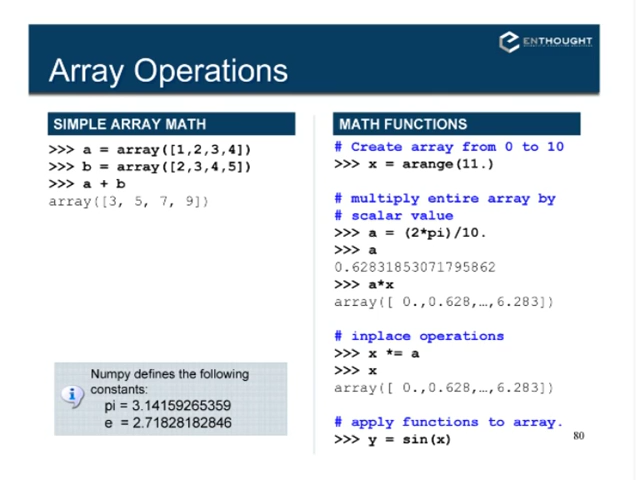 ENTHOUGHT
Array Operations
SIMPLE ARRAY MATH
>>> a = array([1,2,3,4])
>>> b = array([2,3,4,5])
>>> a + b
array([3, 5, 7, 9])
Numpy defines the following
constants:
pi = 3.14159265359
e = 2.71828182846
MATH FUNCTIONS
# Create array from 0 to 10
>>> x = arange(11.)
# multiply entire array by
# scalar value
>>> a = (2*pi)/10.
>>> a
0.62831853071795862
>>> a*x
array([ 0.,0.628,…,6.283])
# inplace operations
>>> x *= a
>>> x
array([ 0.,0.628,…,6.283])
# apply functions to array.
>>> y = sin(x)
80